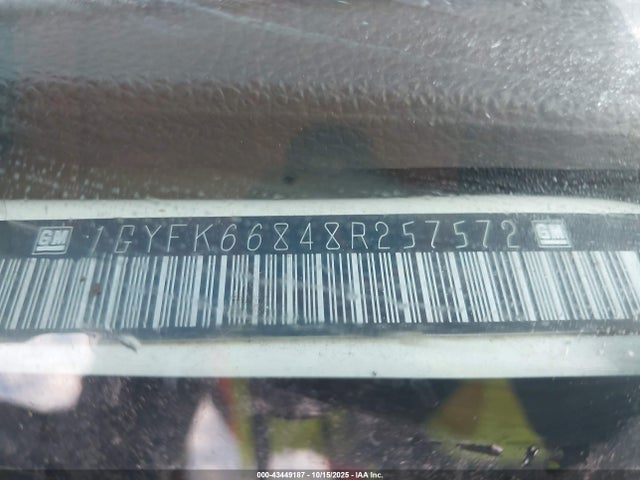 GM 1GYFK66848R257572 GM
000-43449187 - 10/15/2025 - IAA Inc.